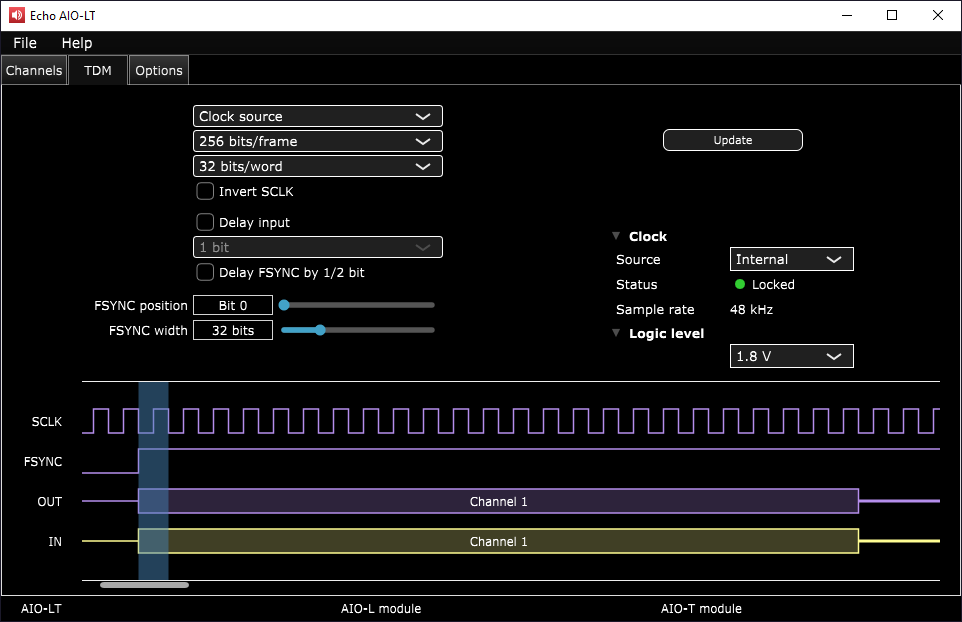 Echo AIO-LT
File Help
Channels TDM Options
Clock source
256 bits/frame
Update
32 bits/word
Invert SCLK
Delay input
1 bit
Clock
Source Internal
Delay FSYNC by 1/2 bit
Status Locked
FSYNC position Bit 0
Sample rate 48 kHz
FSYNC width 32 bits
Logic level
1.8 V
SCLK
FSYNC
OUT Channel 1
IN Channel 1
AIO-LT AIO-L module AIO-T module